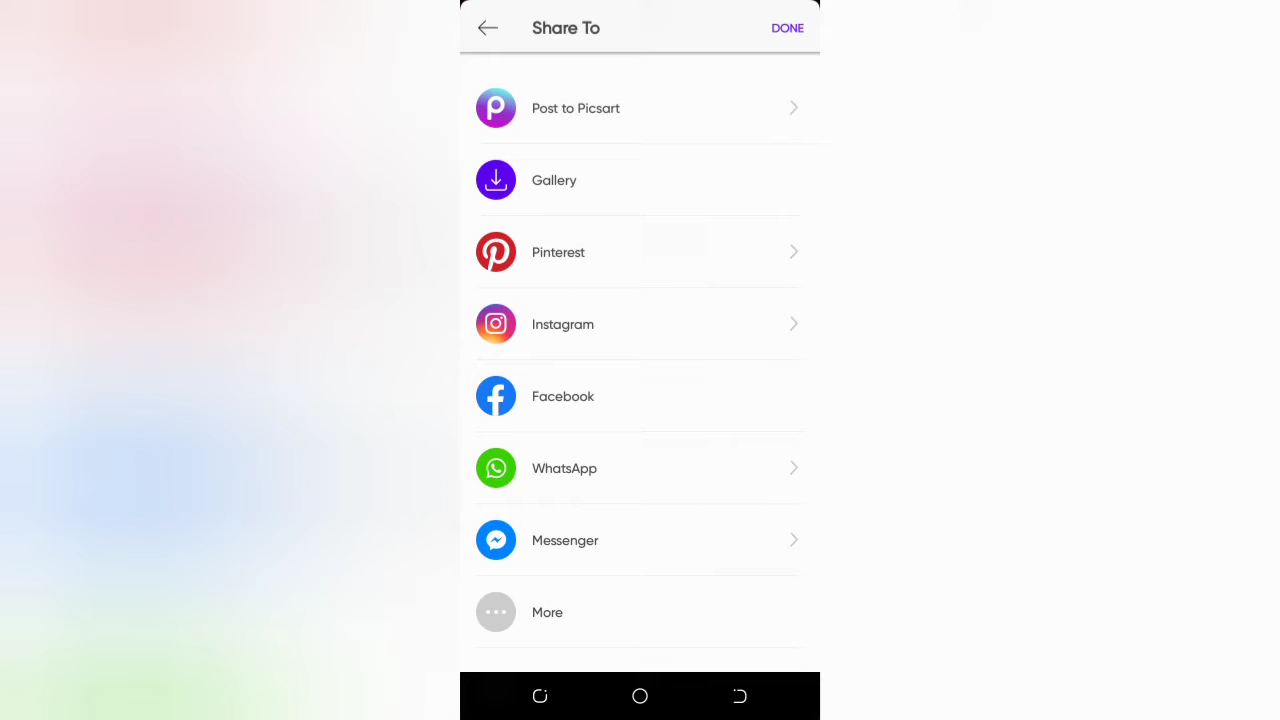 Share To
DONE
Post to Picsart
Gallery
Pinterest
Instagram
Facebook
WhatsApp
Messenger
More